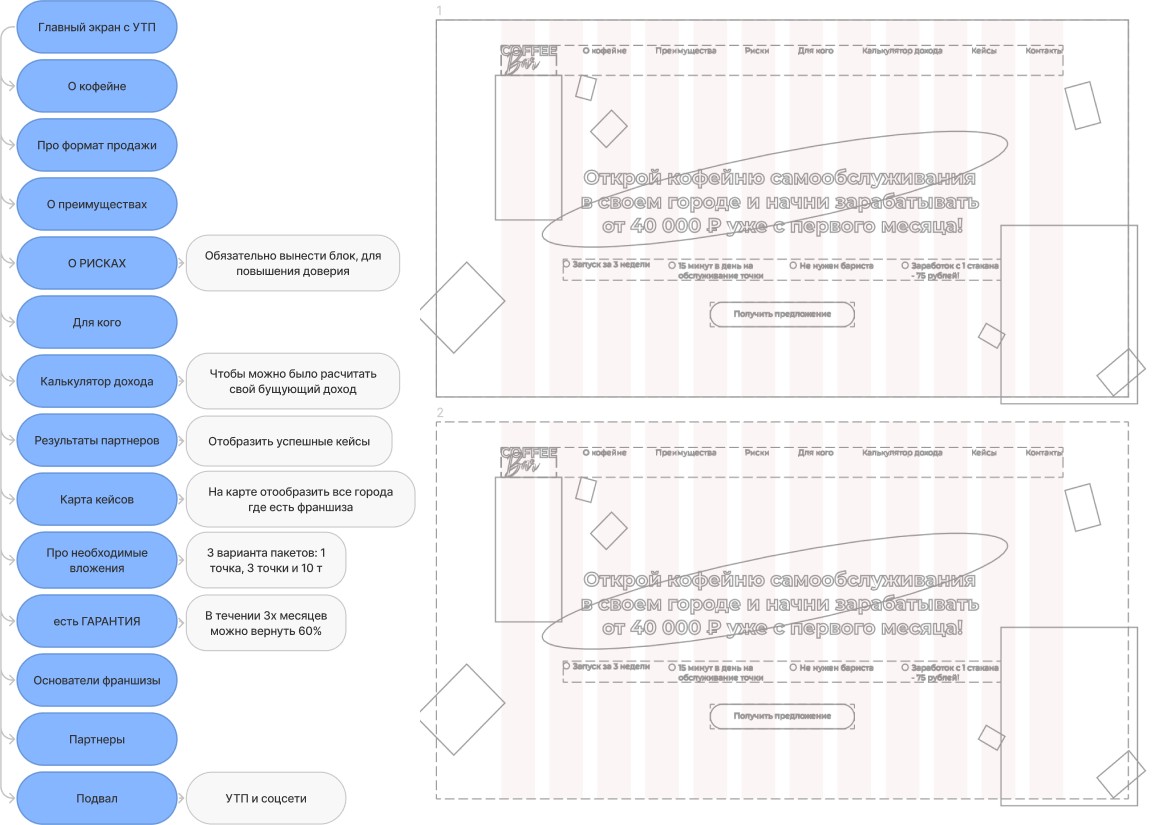 Главный экран с УТП
О кофейне
Про формат продажи
О преимуществах
О РИСКАХ
Обязательно вынести блок, для
повышения доверия
Для кого
Калькулятор дохода
Чтобы можно было расчитать
свой бущующий доход
Результаты партнеров
Отобразить успешные кейсы
Карта кейсов
На карте отообразить все города
где есть франшиза
Про необходимые
вложения
3 варианта пакетов: 1
точка, 3 точки и 10 т
есть ГАРАНТИЯ
В течении 3х месяцев
можно вернуть 60%
Основатели франшизы
Партнеры
Подвал
УТП и соцсети
1
COFFEE
Bar
О кофейне Преимущества Риски Для кого Калькулятор дохода Кейсы Контакты
Открой кофейню самообслуживания
в своем городе и начни зарабатывать
от 40 000 ₽ уже с первого месяца!
Запуск за 3 недели
15 минут в день на
обслуживание точки
Не нужен бариста
Заработок с 1 стакана
- 75 рублей!
Получить предложение
2
COFFEE
Bar
О кофейне Преимущества Риски Для кого Калькулятор дохода Кейсы Контакты
Открой кофейню самообслуживания
в своем городе и начни зарабатывать
от 40 000 ₽ уже с первого месяца!
Запуск за 3 недели
15 минут в день на
обслуживание точки
Не нужен бариста
Заработок с 1 стакана
- 75 рублей!
Получить предложение